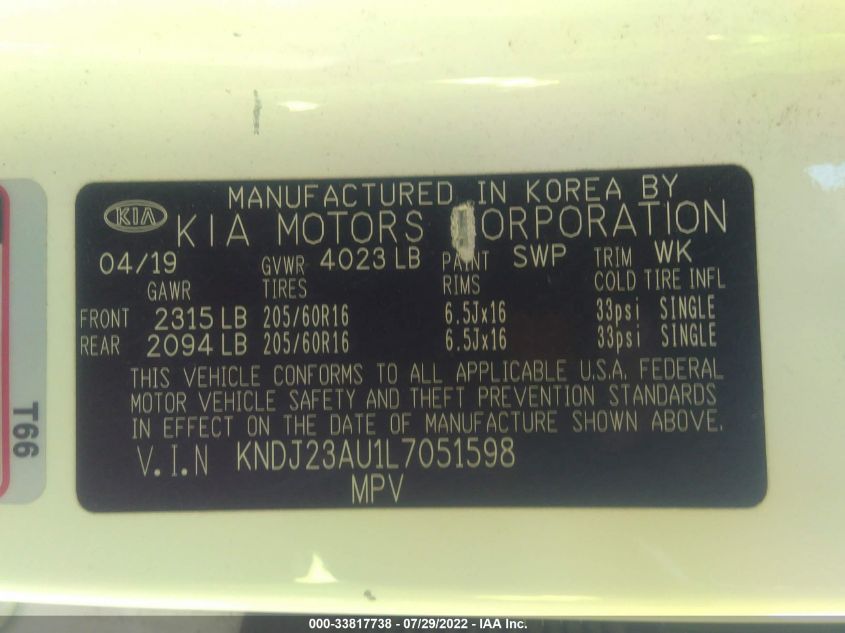 MANUFACTURED IN KOREA BY
KIA KIA MOTORS CORPORATION
04/19 GVWR 4023 LB PAINT SWP TRIM WK
GAWR TIRES RIMS COLD TIRE INFL
FRONT 2315 LB 205/60R16 6.5Jx16 33psi SINGLE
REAR 2094 LB 205/60R16 6.5Jx16 33psi SINGLE
THIS VEHICLE CONFORMS TO ALL APPLICABLE U.S.A. FEDERAL
MOTOR VEHICLE SAFETY AND THEFT PREVENTION STANDARDS
IN EFFECT ON THE DATE OF MANUFACTURE SHOWN ABOVE.
V.I.N KNDJ23AU1L7051598
MPV
T66
000-33817738 - 07/29/2022 - IAA Inc.